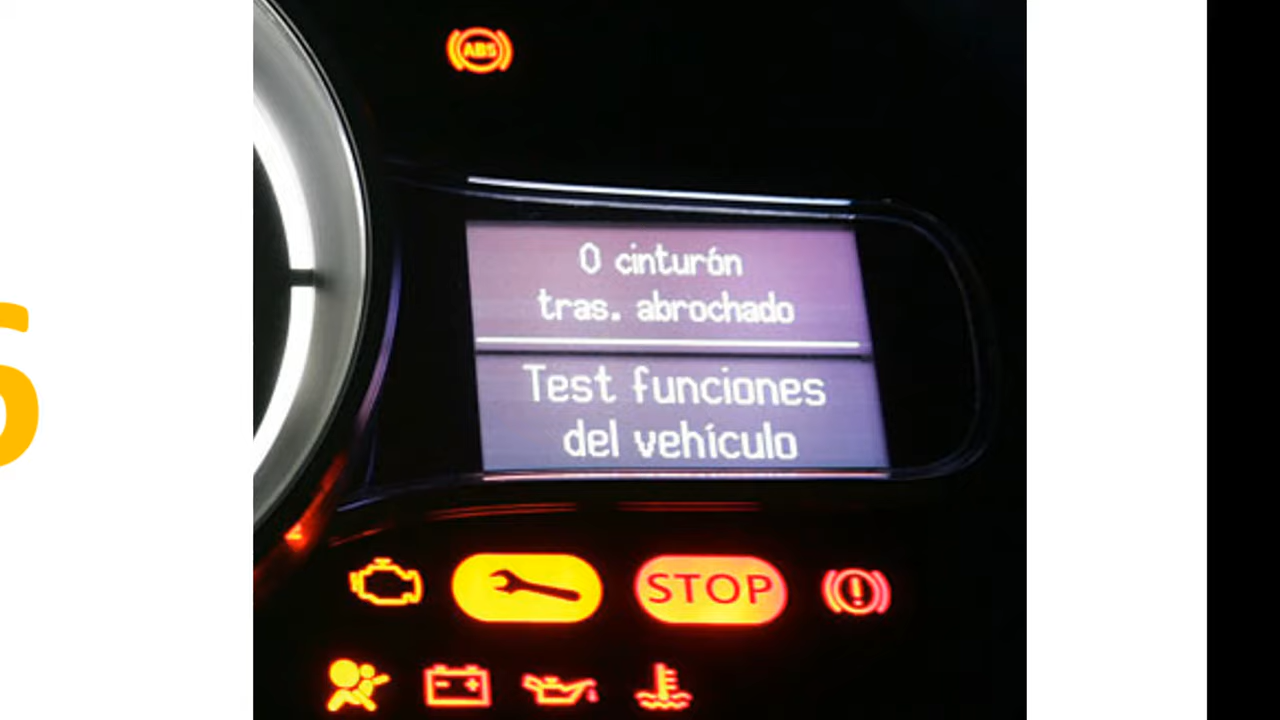 ABS
0 cinturón
tras. abrochado
Test funciones
del vehículo
STOP